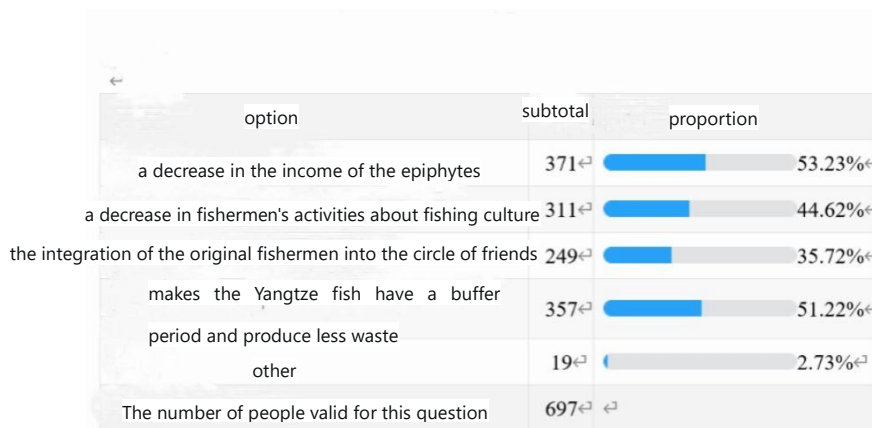 option subtotal proportion
a decrease in the income of the epiphytes 371 53.23%
a decrease in fishermen's activities about fishing culture 311 44.62%
the integration of the original fishermen into the circle of friends 249 35.72%
makes the Yangtze fish have a buffer
period and produce less waste 357 51.22%
other 19 2.73%
The number of people valid for this question 697